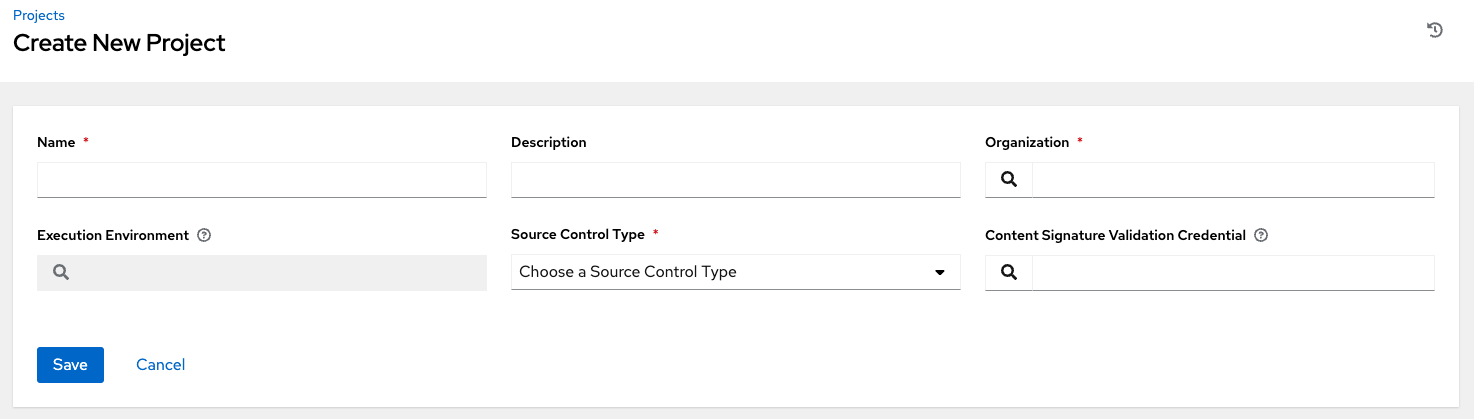 Projects
Create New Project
Name *
Description
Organization *
Execution Environment
Source Control Type *
Content Signature Validation Credential
Choose a Source Control Type
Save
Cancel